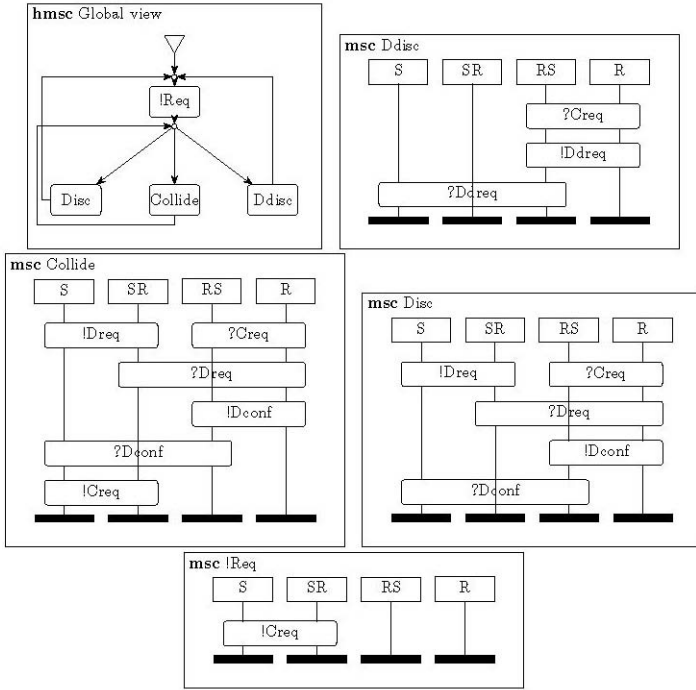 hmsc Global view
!Req
Disc Collide Ddisc
msc Ddisc
S SR RS R
?Creq
!Ddreq
?Ddreq
msc Collide
S SR RS R
!Dreq ?Creq
?Dreq
!Dconf
?Dconf
!Creq
msc Disc
S SR RS R
!Dreq ?Creq
?Dreq
!Dconf
?Dconf
msc !Req
S SR RS R
!Creq